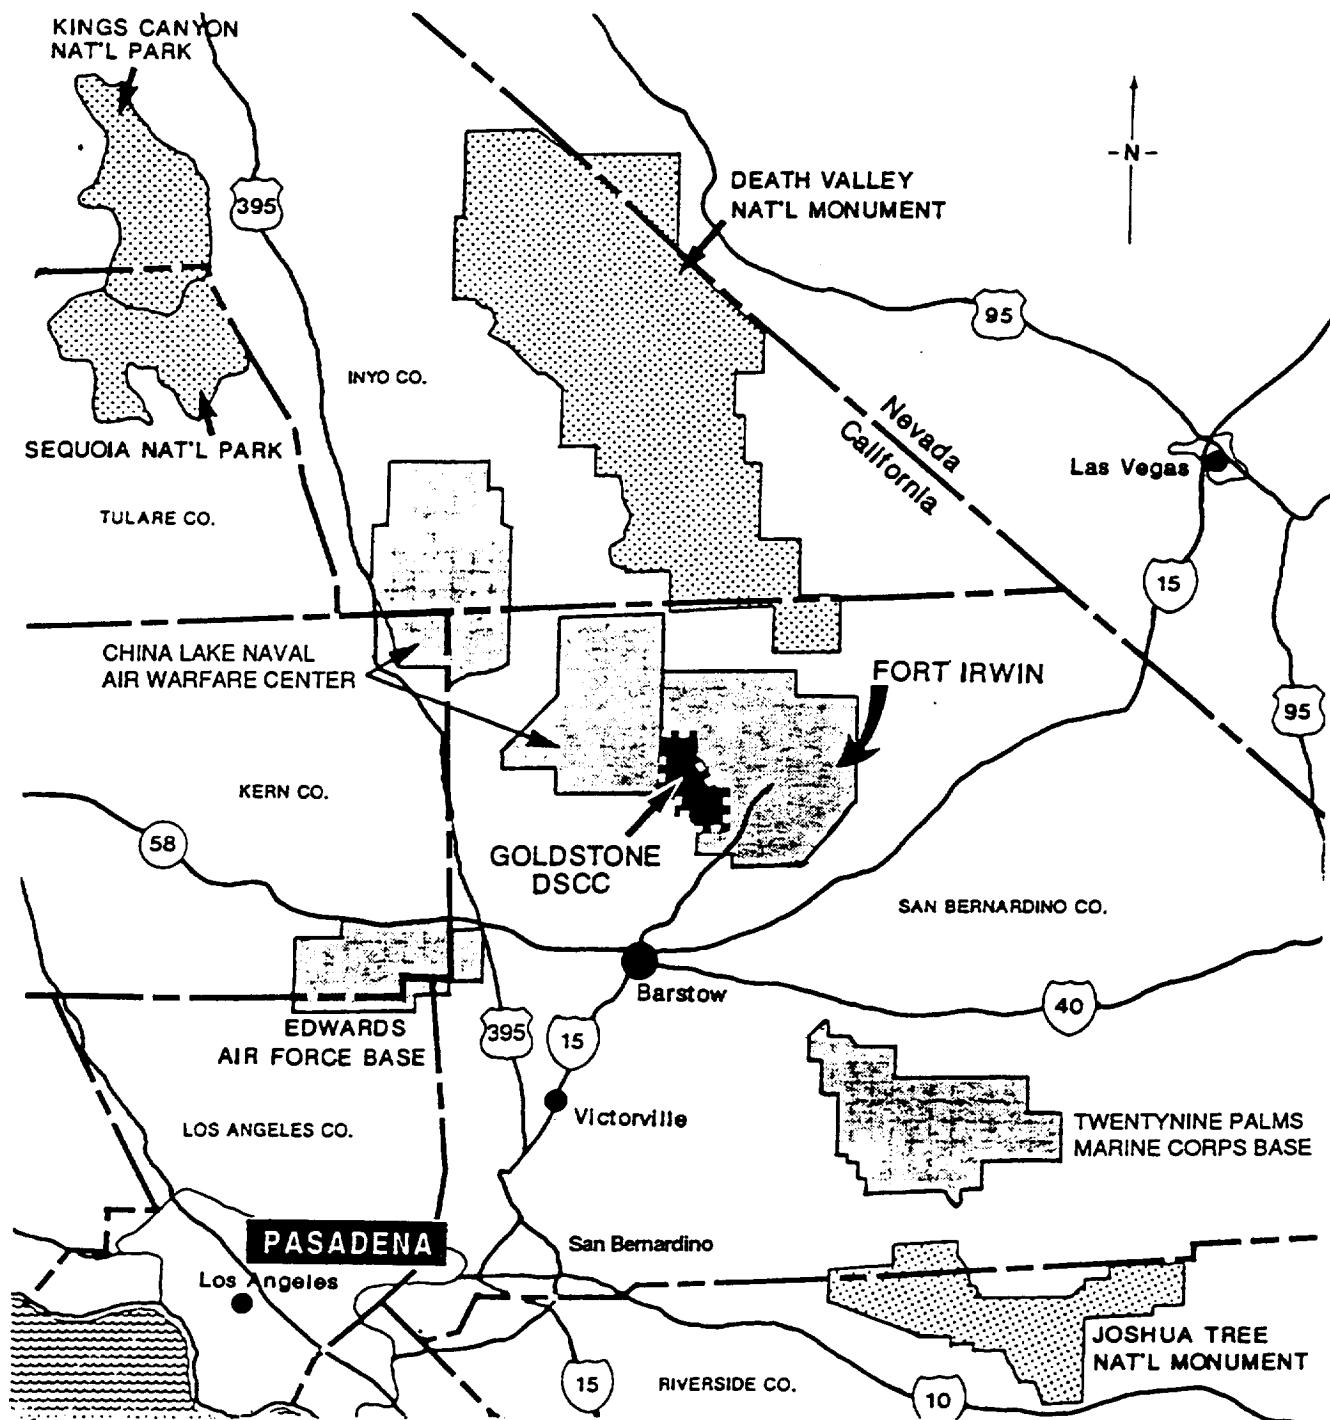 KINGS CANYON
NAT'L PARK
395
-N-
DEATH VALLEY
NAT'L MONUMENT
95
INYO CO.
Nevada
California
SEQUOIA NAT'L PARK
Las Vegas
TULARE CO.
15
CHINA LAKE NAVAL
AIR WARFARE CENTER
FORT IRWIN
95
KERN CO.
58
GOLDSTONE
DSCC
SAN BERNARDINO CO.
Barstow
40
EDWARDS
AIR FORCE BASE
395
15
Victorville
LOS ANGELES CO.
TWENTYNINE PALMS
MARINE CORPS BASE
PASADENA
San Bernardino
Los Angeles
JOSHUA TREE
NAT'L MONUMENT
15
RIVERSIDE CO.
10